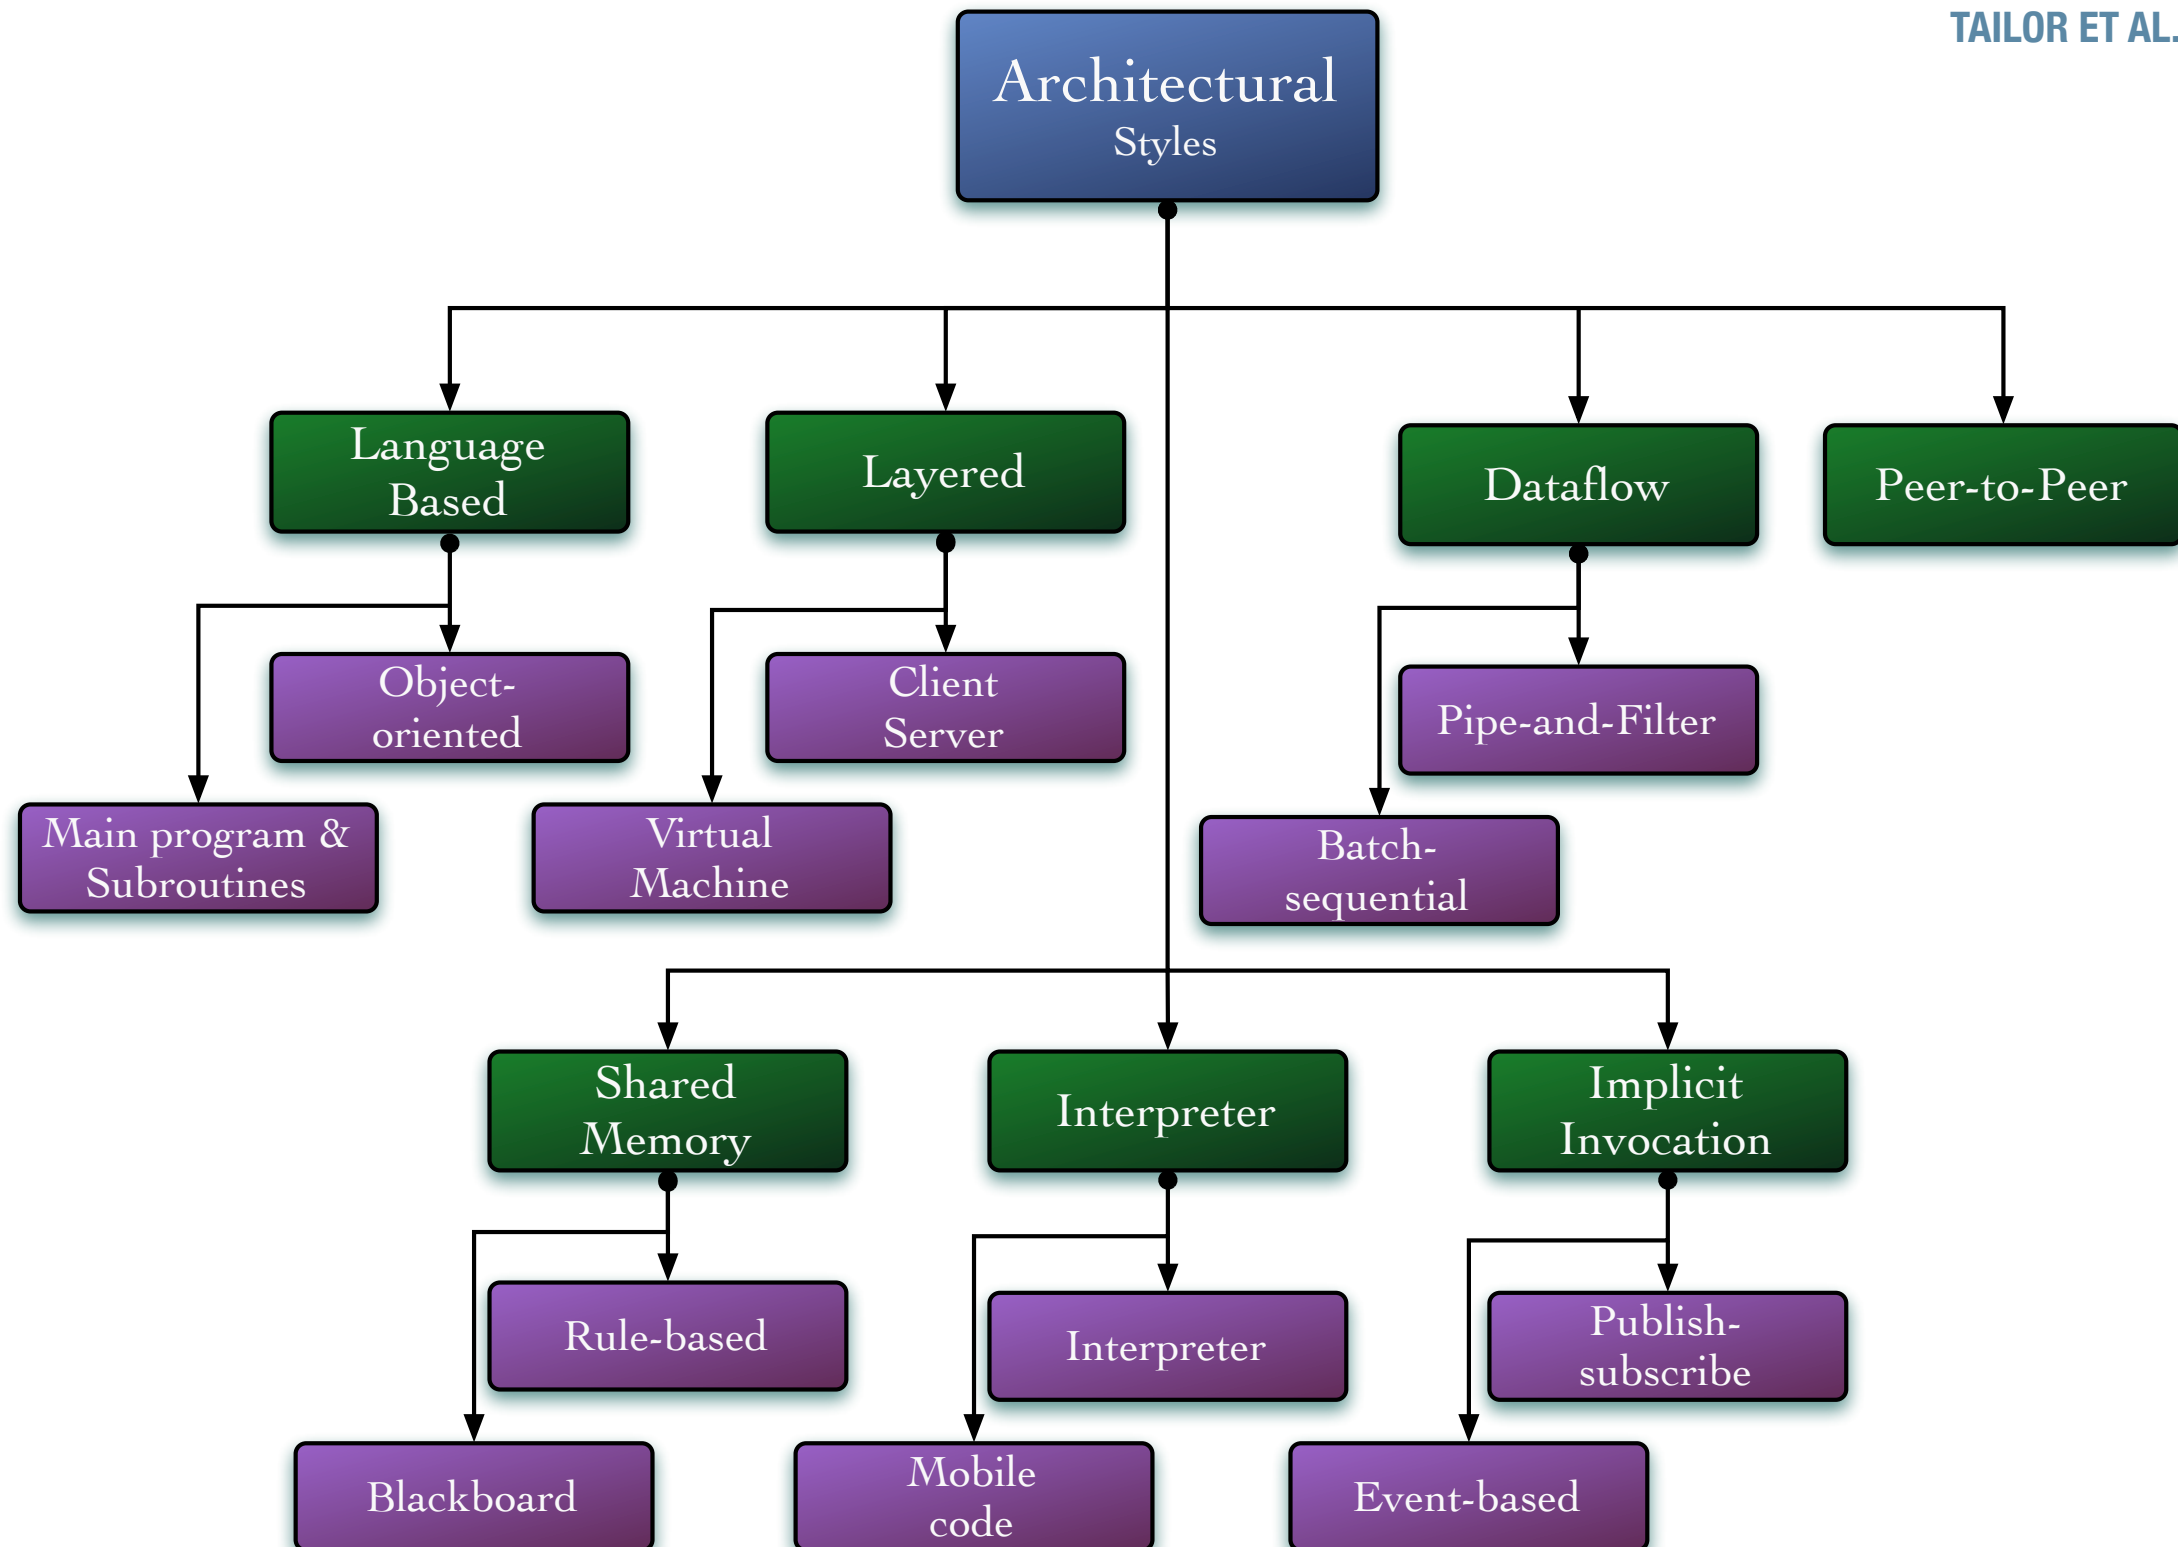 TAILOR ET AL.
Architectural
Styles
Language
Based
Layered
Dataflow
Peer-to-Peer
Object-
oriented
Client
Server
Pipe-and-Filter
Main program &
Subroutines
Virtual
Machine
Batch-
sequential
Shared
Memory
Interpreter
Implicit
Invocation
Rule-based
Interpreter
Publish-
subscribe
Blackboard
Mobile
code
Event-based